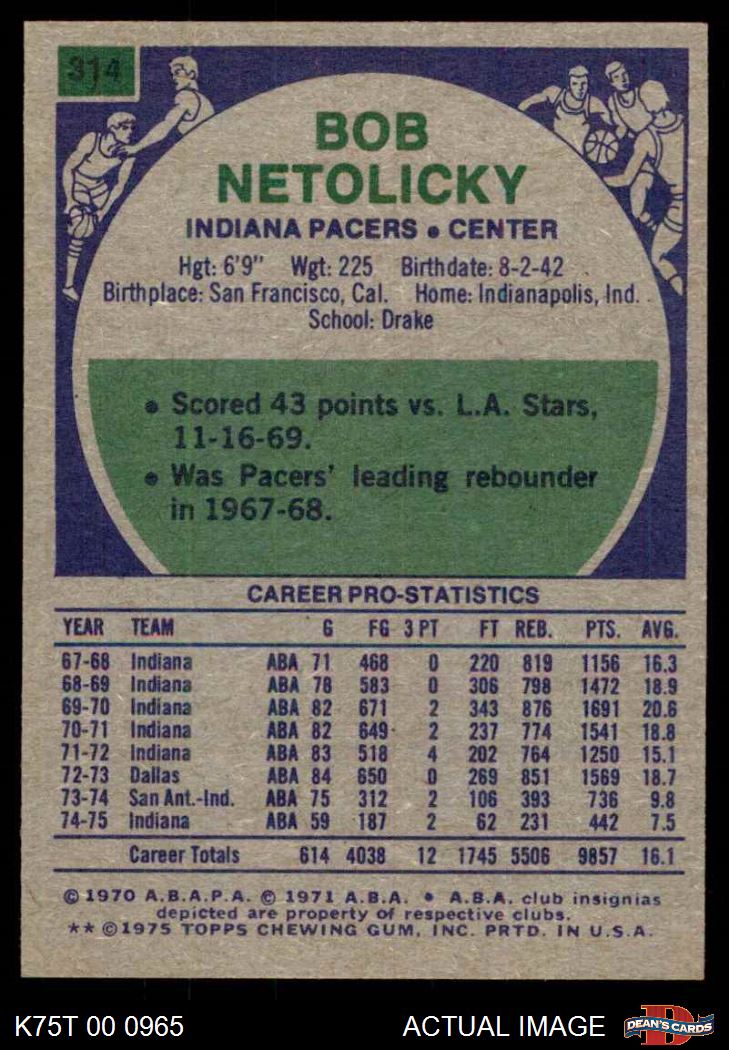 314
BOB
NETOLICKY
INDIANA PACERS • CENTER
Hgt: 6'9" Wgt: 225 Birthdate: 8-2-42
Birthplace: San Francisco, Cal. Home: Indianapolis, Ind.
School: Drake
• Scored 43 points vs. L.A. Stars,
11-16-69.
• Was Pacers' leading rebounder
in 1967-68.
CAREER PRO-STATISTICS
YEAR TEAM G FG 3 PT FT REB. PTS. AVG.
67-68 Indiana ABA 71 468 0 220 819 1156 16.3
68-69 Indiana ABA 78 583 0 306 798 1472 18.9
69-70 Indiana ABA 82 671 2 343 876 1691 20.6
70-71 Indiana ABA 82 649 2 237 774 1541 18.8
71-72 Indiana ABA 83 518 4 202 764 1250 15.1
72-73 Dallas ABA 84 650 0 269 851 1569 18.7
73-74 San Ant.-Ind. ABA 75 312 2 106 393 736 9.8
74-75 Indiana ABA 59 187 2 62 231 442 7.5
Career Totals 614 4038 12 1745 5506 9857 16.1
© 1970 A.B.A.P.A. © 1971 A.B.A. • A.B.A. club insignias
depicted are property of respective clubs.
** ©1975 TOPPS CHEWING GUM, INC. PRTD. IN U.S.A.
K75T 00 0965 ACTUAL IMAGE D DEAN'S CARDS